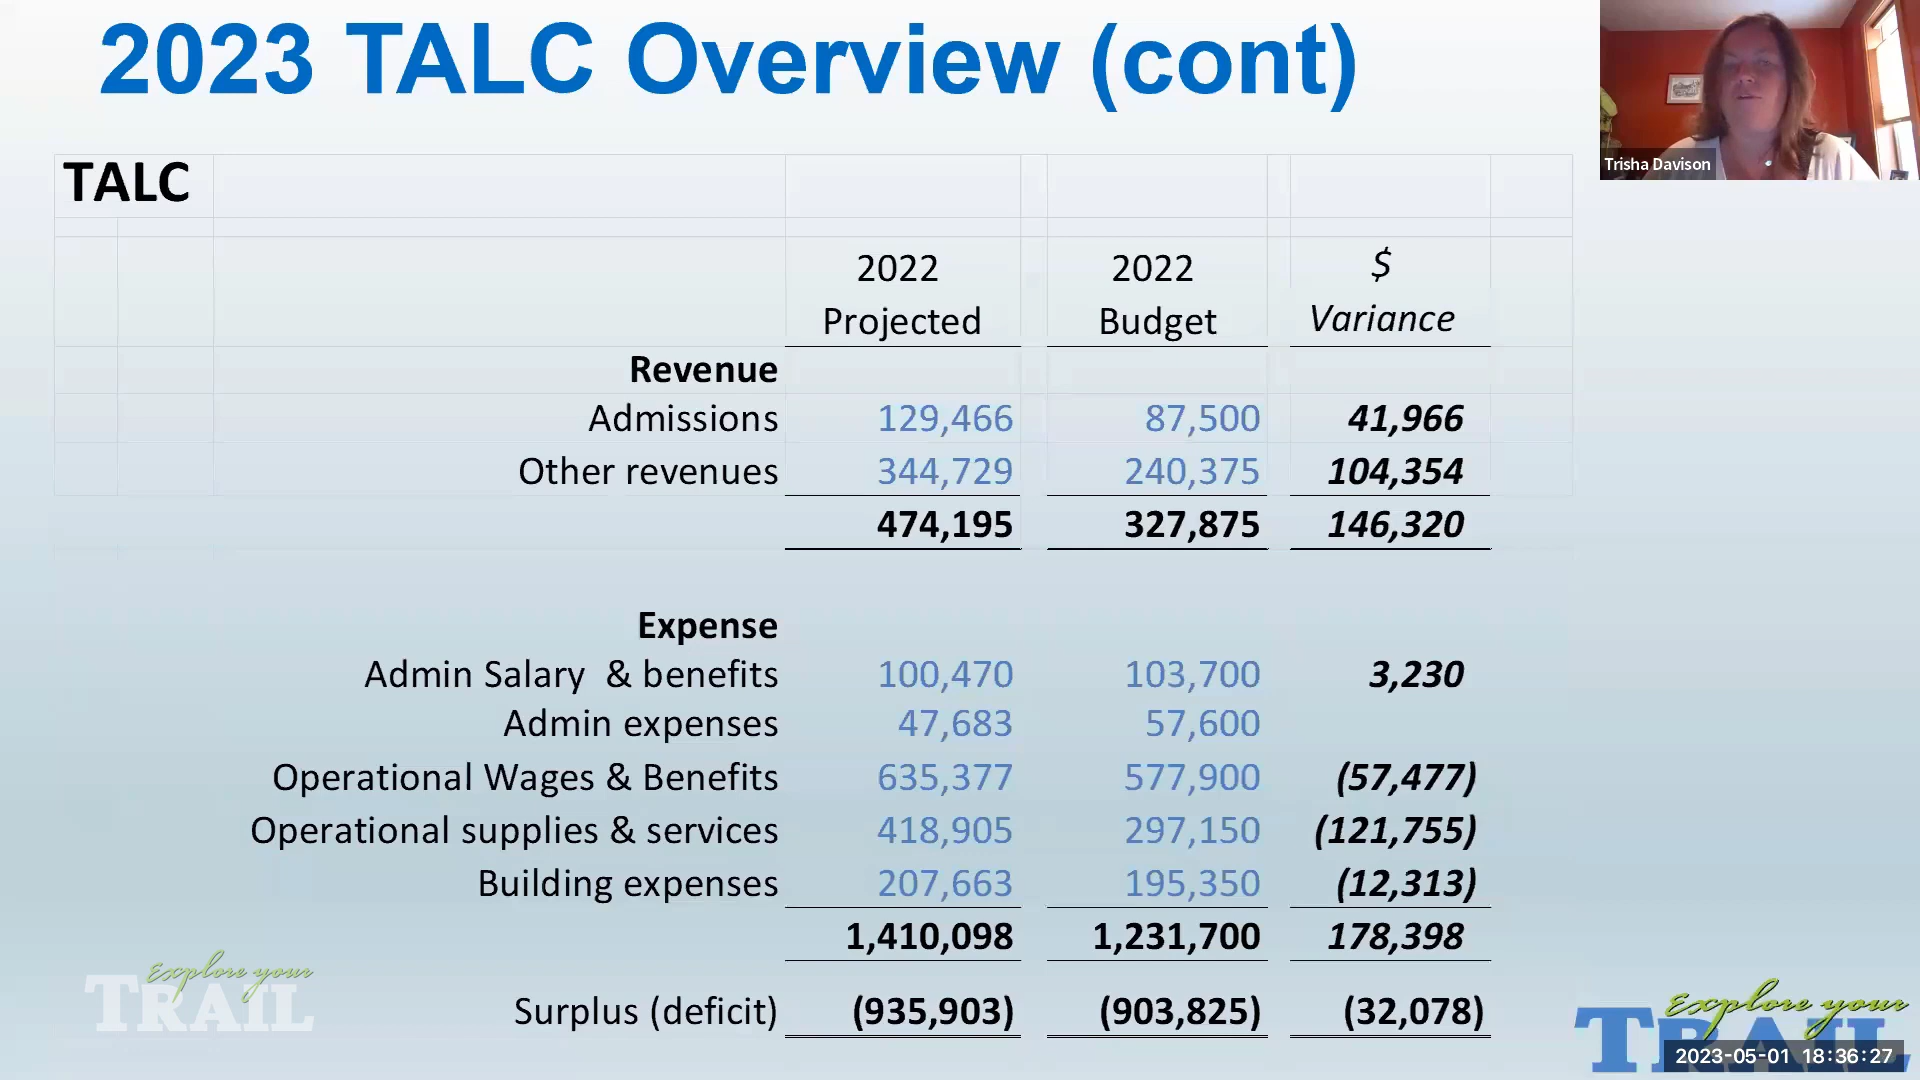 2023 TALC Overview (cont)
Trisha Davison
TALC
2022 2022 $
Projected Budget Variance
Revenue
Admissions 129,466 87,500 41,966
Other revenues 344,729 240,375 104,354
474,195 327,875 146,320
Expense
Admin Salary & benefits 100,470 103,700 3,230
Admin expenses 47,683 57,600
Operational Wages & Benefits 635,377 577,900 (57,477)
Operational supplies & services 418,905 297,150 (121,755)
Building expenses 207,663 195,350 (12,313)
1,410,098 1,231,700 178,398
Surplus (deficit) (935,903) (903,825) (32,078)
Explore your
TRAIL
Explore your
TRAIL
2023-05-01 18:36:27